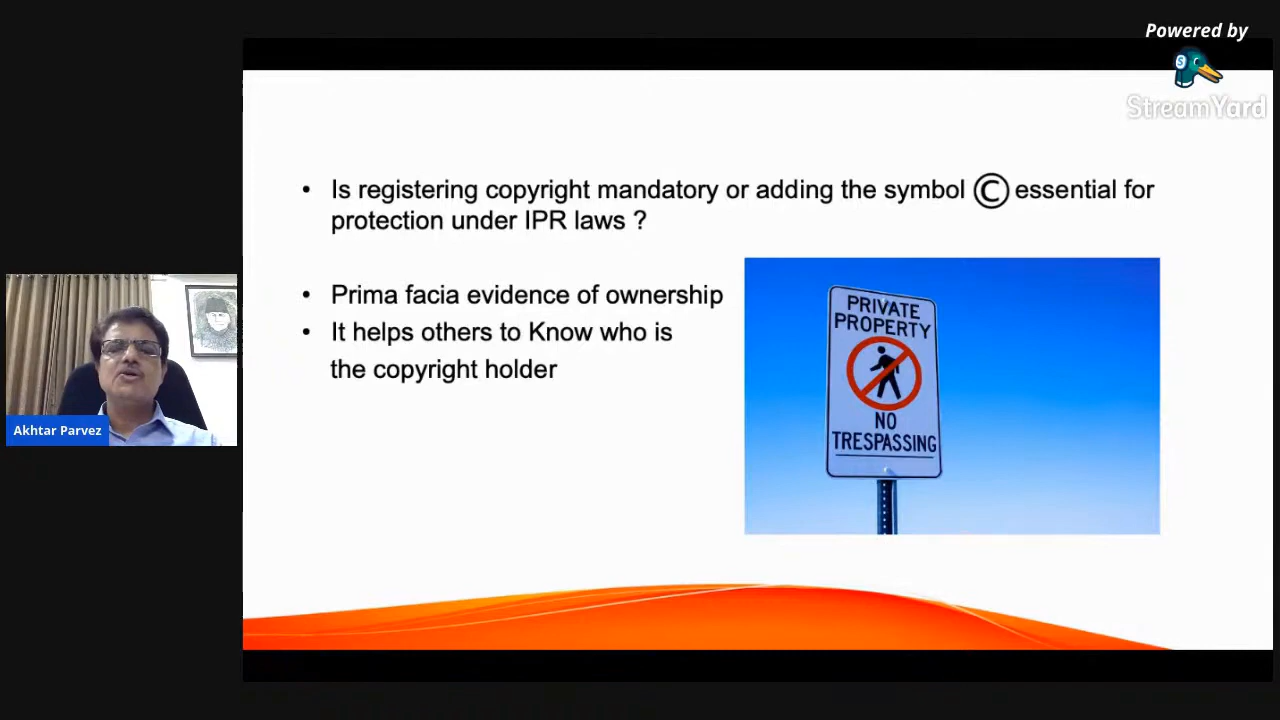 Powered by
StreamYard
• Is registering copyright mandatory or adding the symbol © essential for
protection under IPR laws ?
• Prima facia evidence of ownership
• It helps others to Know who is
the copyright holder
PRIVATE
PROPERTY
NO
TRESPASSING
Akhtar Parvez